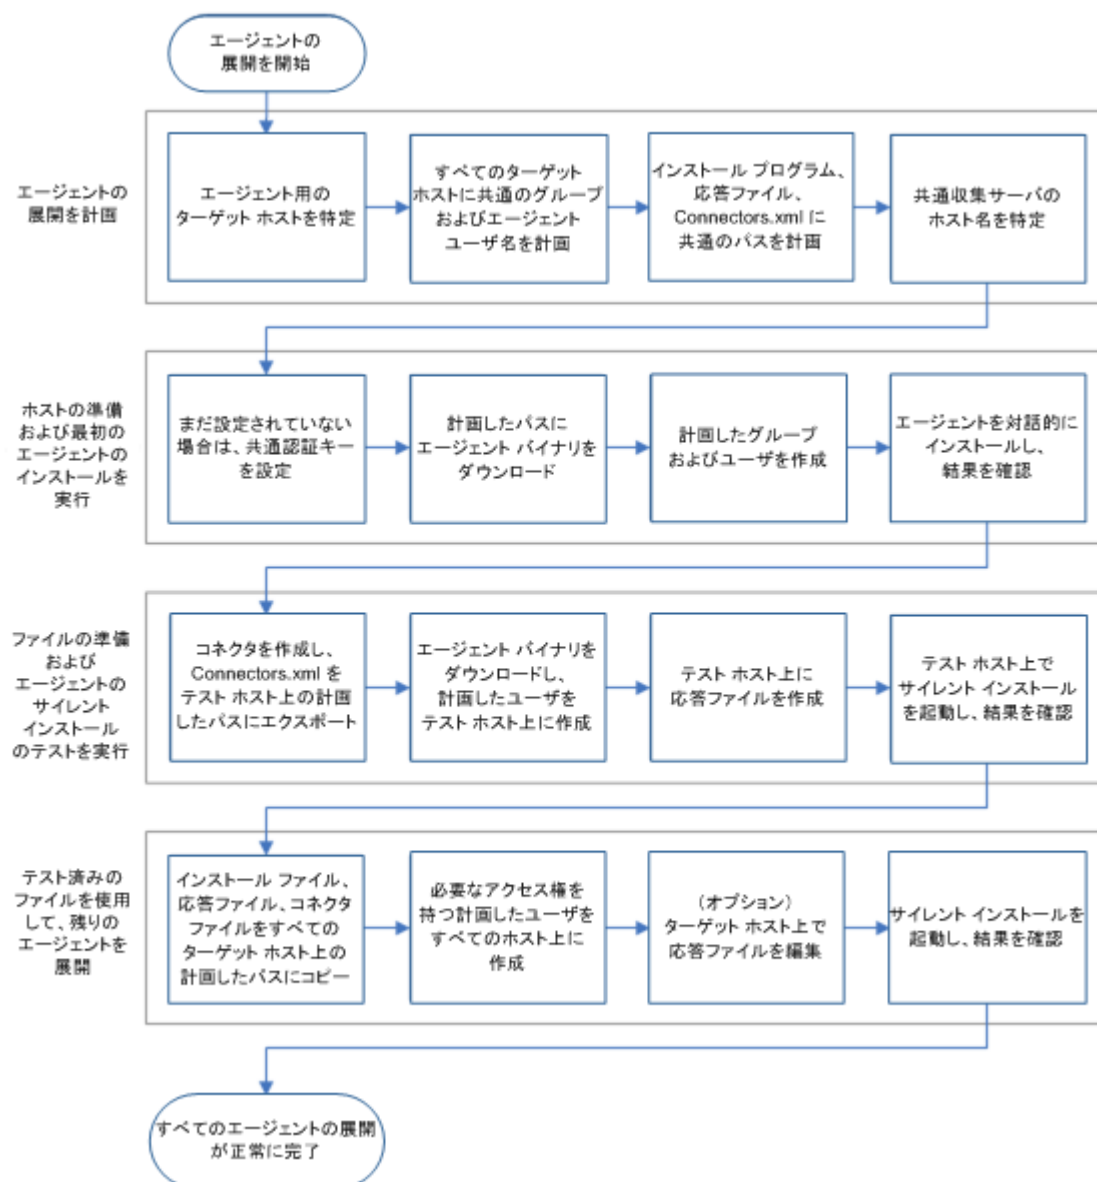 エージェントの
展開を開始
エージェントの
展開を計画
エージェント用の
ターゲット ホストを特定
すべてのターゲット
ホストに共通のグループ
およびエージェント
ユーザ名を計画
インストール プログラム、
応答ファイル、
Connectors.xml に
共通のパスを計画
共通収集サーバの
ホスト名を特定
ホストの準備
および最初の
エージェントの
インストールを
実行
まだ設定されていない
場合は、共通認証キー
を設定
計画したパスに
エージェント バイナリを
ダウンロード
計画したグループ
およびユーザを作成
エージェントを対話的に
インストールし、
結果を確認
ファイルの準備
および
エージェントの
サイレント
インストール
のテストを実行
コネクタを作成し、
Connectors.xml を
テスト ホスト上の計画
したパスにエクスポート
エージェント バイナリを
ダウンロードし、
計画したユーザを
テスト ホスト上に作成
テスト ホスト上に
応答ファイルを作成
テスト ホスト上で
サイレント インストール
を起動し、結果を確認
テスト済みの
ファイルを使用
して、残りの
エージェントを
展開
インストール ファイル、
応答ファイル、コネクタ
ファイルをすべての
ターゲット ホスト上の
計画したパスにコピー
必要なアクセス権を
持つ計画したユーザを
すべてのホスト上に
作成
（オプション）
ターゲット ホスト上で
応答ファイルを編集
サイレント インストールを
起動し、結果を確認
すべてのエージェントの展開
が正常に完了